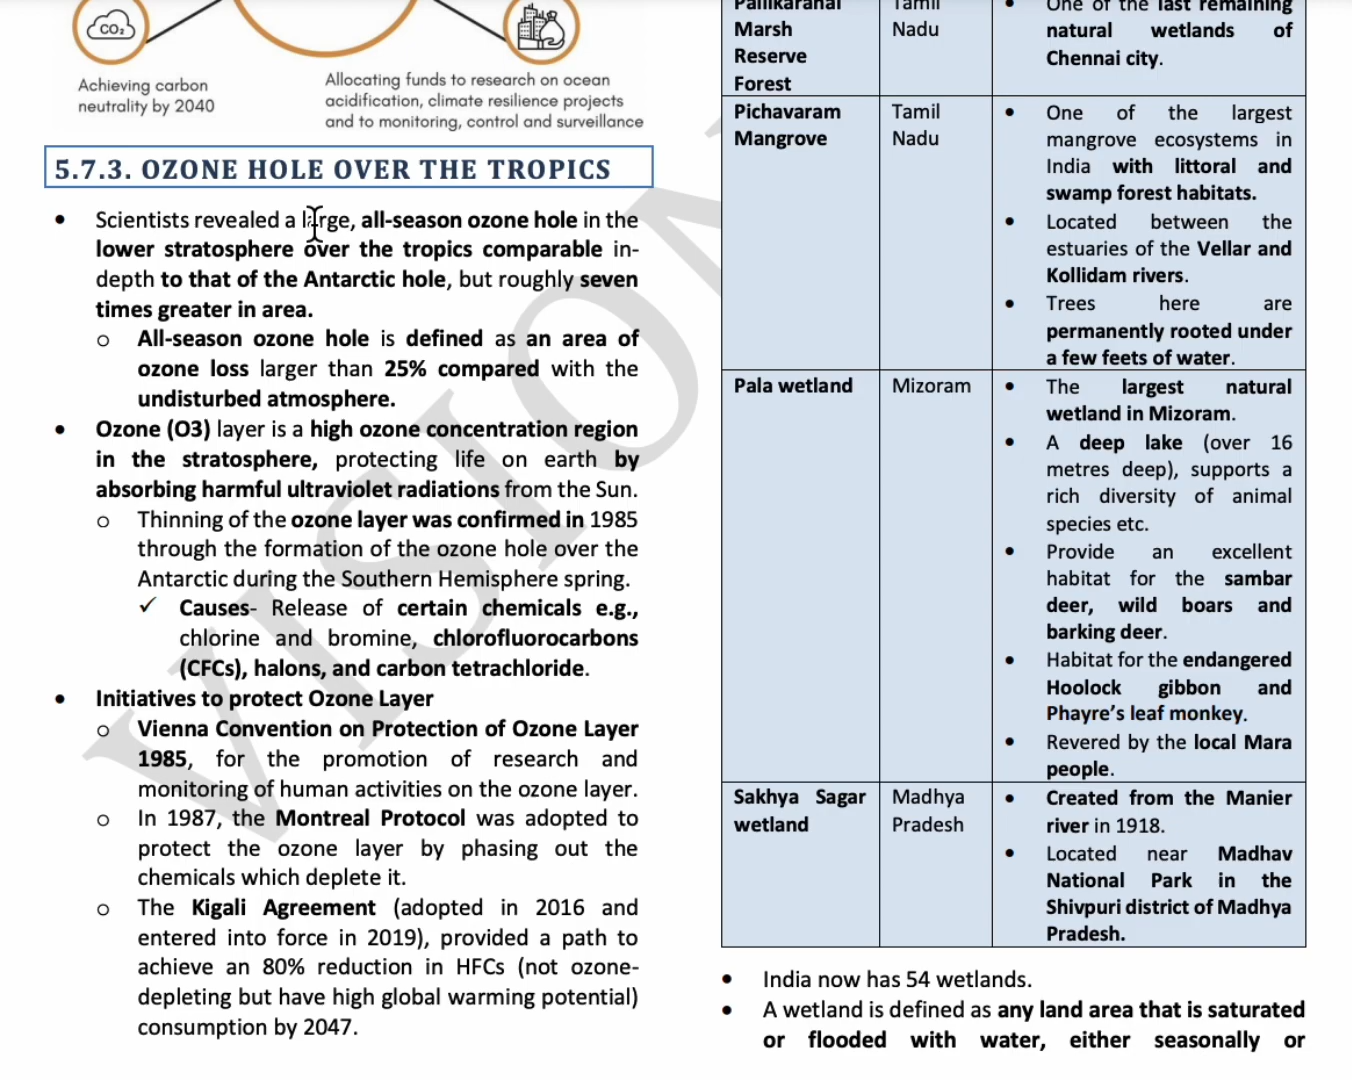 CO₂
Achieving carbon
neutrality by 2040
Allocating funds to research on ocean
acidification, climate resilience projects
and to monitoring, control and surveillance
5.7.3. OZONE HOLE OVER THE TROPICS
• Scientists revealed a large, all-season ozone hole in the
lower stratosphere over the tropics comparable in-
depth to that of the Antarctic hole, but roughly seven
times greater in area.
o All-season ozone hole is defined as an area of
ozone loss larger than 25% compared with the
undisturbed atmosphere.
• Ozone (O3) layer is a high ozone concentration region
in the stratosphere, protecting life on earth by
absorbing harmful ultraviolet radiations from the Sun.
o Thinning of the ozone layer was confirmed in 1985
through the formation of the ozone hole over the
Antarctic during the Southern Hemisphere spring.
✓ Causes- Release of certain chemicals e.g.,
chlorine and bromine, chlorofluorocarbons
(CFCs), halons, and carbon tetrachloride.
• Initiatives to protect Ozone Layer
o Vienna Convention on Protection of Ozone Layer
1985, for the promotion of research and
monitoring of human activities on the ozone layer.
o In 1987, the Montreal Protocol was adopted to
protect the ozone layer by phasing out the
chemicals which deplete it.
o The Kigali Agreement (adopted in 2016 and
entered into force in 2019), provided a path to
achieve an 80% reduction in HFCs (not ozone-
depleting but have high global warming potential)
consumption by 2047.
Pallikaranai
Marsh
Reserve
Forest
Tamil
Nadu
• One of the last remaining
natural wetlands of
Chennai city.
Pichavaram
Mangrove
Tamil
Nadu
• One of the largest
mangrove ecosystems in
India with littoral and
swamp forest habitats.
• Located between the
estuaries of the Vellar and
Kollidam rivers.
• Trees here are
permanently rooted under
a few feets of water.
Pala wetland
Mizoram
• The largest natural
wetland in Mizoram.
• A deep lake (over 16
metres deep), supports a
rich diversity of animal
species etc.
• Provide an excellent
habitat for the sambar
deer, wild boars and
barking deer.
• Habitat for the endangered
Hoolock gibbon and
Phayre's leaf monkey.
• Revered by the local Mara
people.
Sakhya Sagar
wetland
Madhya
Pradesh
• Created from the Manier
river in 1918.
• Located near Madhav
National Park in the
Shivpuri district of Madhya
Pradesh.
• India now has 54 wetlands.
• A wetland is defined as any land area that is saturated
or flooded with water, either seasonally or
VISION